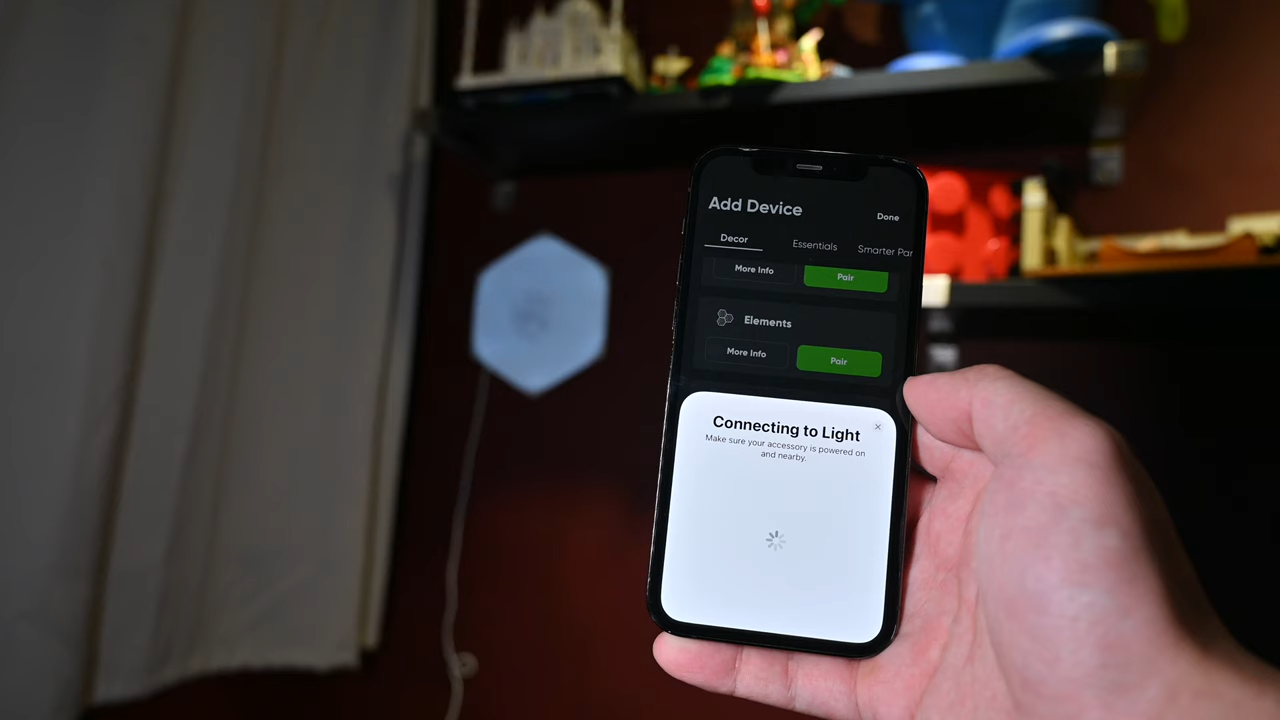 Add Device
Done
Decor
Essentials
Smarter Par
More Info
Pair
Elements
More Info
Pair
Connecting to Light
Make sure your accessory is powered on
and nearby.